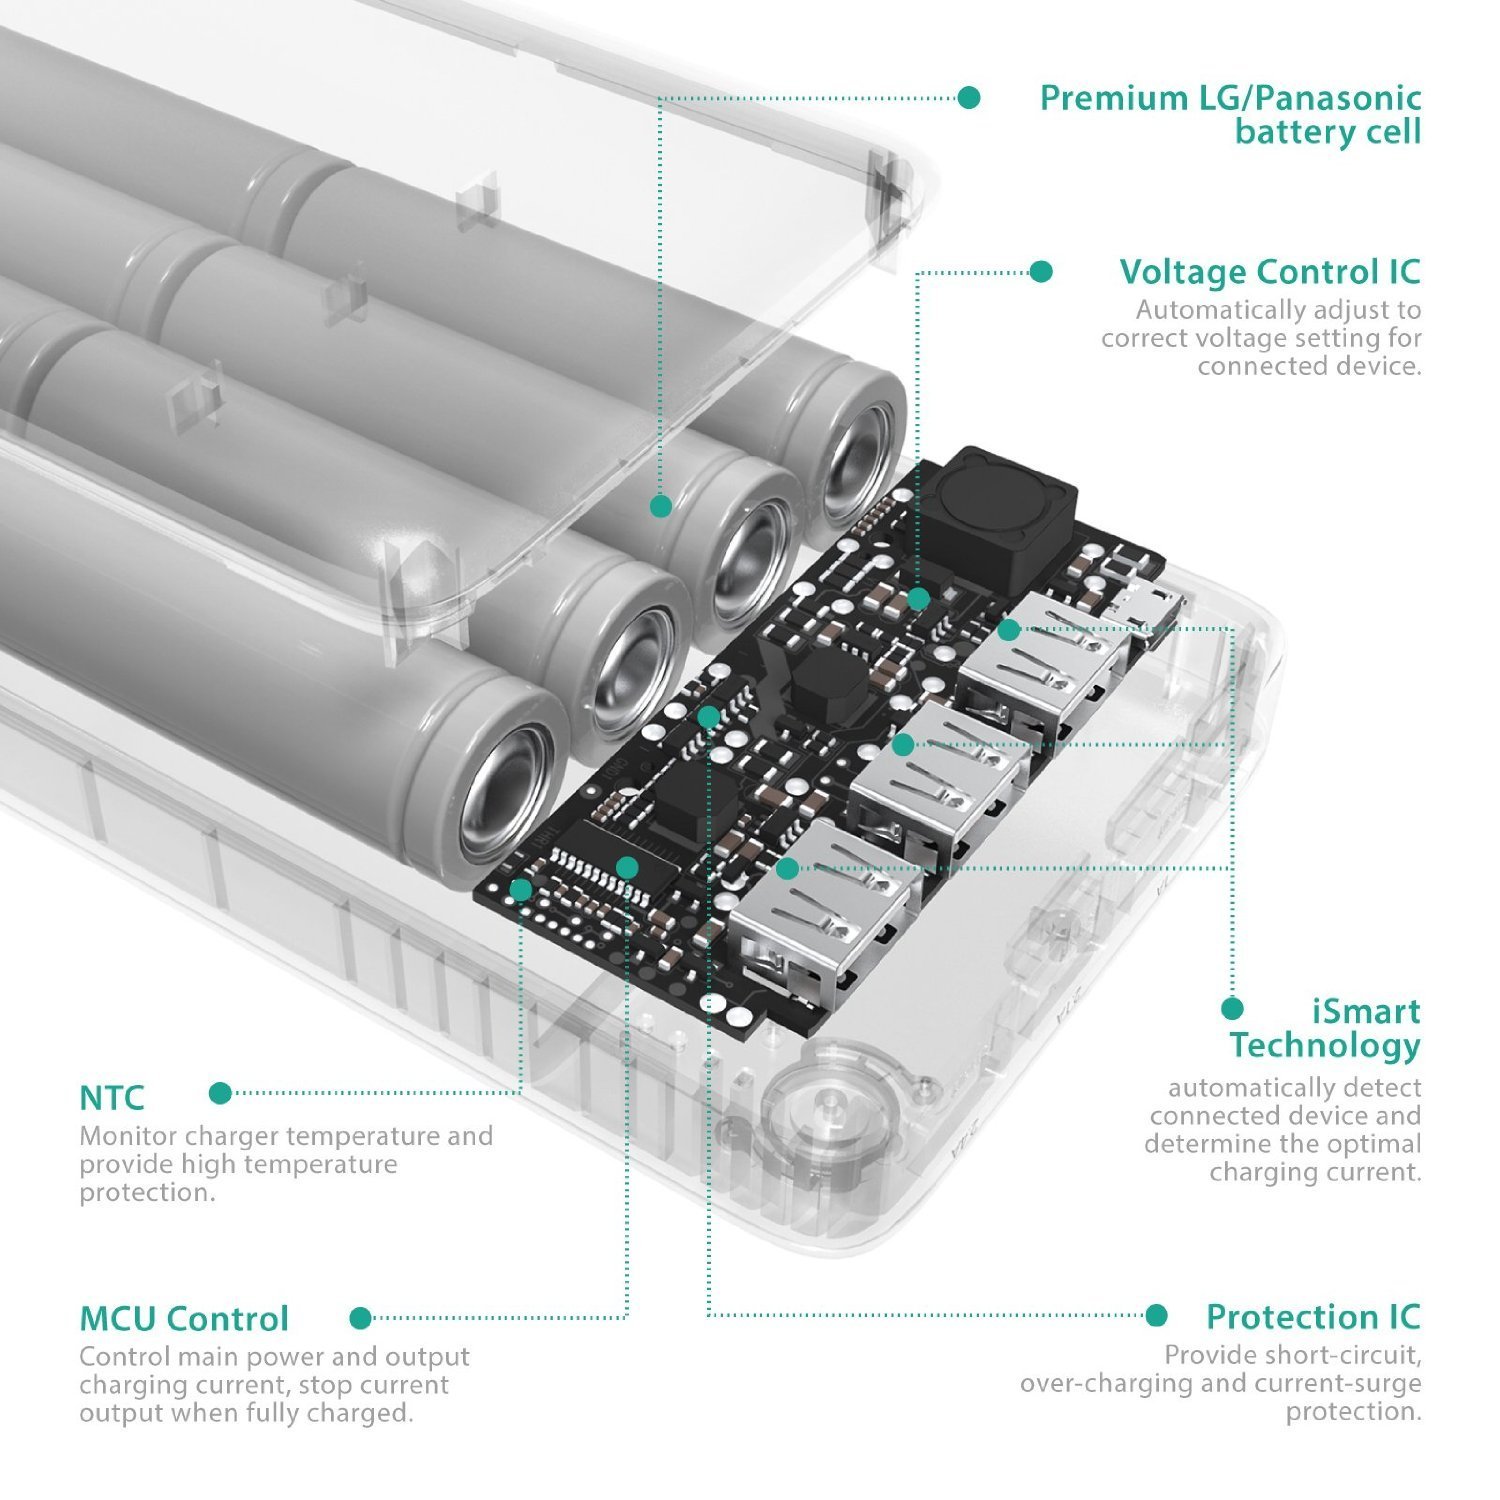 Premium LG/Panasonic
battery cell
Voltage Control IC
Automatically adjust to
correct voltage setting for
connected device.
GND1
THR1
iSmart
Technology
automatically detect
connected device and
determine the optimal
charging current.
NTC
Monitor charger temperature and
provide high temperature
protection.
MCU Control
Control main power and output
charging current, stop current
output when fully charged.
Protection IC
Provide short-circuit,
over-charging and current-surge
protection.